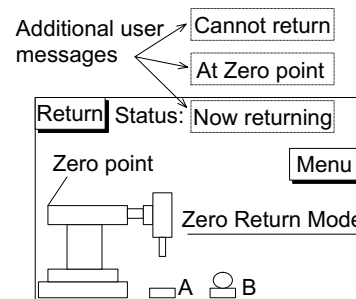 Additional user
messages
Cannot return
At Zero point
Return Status: Now returning
Zero point
Menu
Zero Return Mode
A B